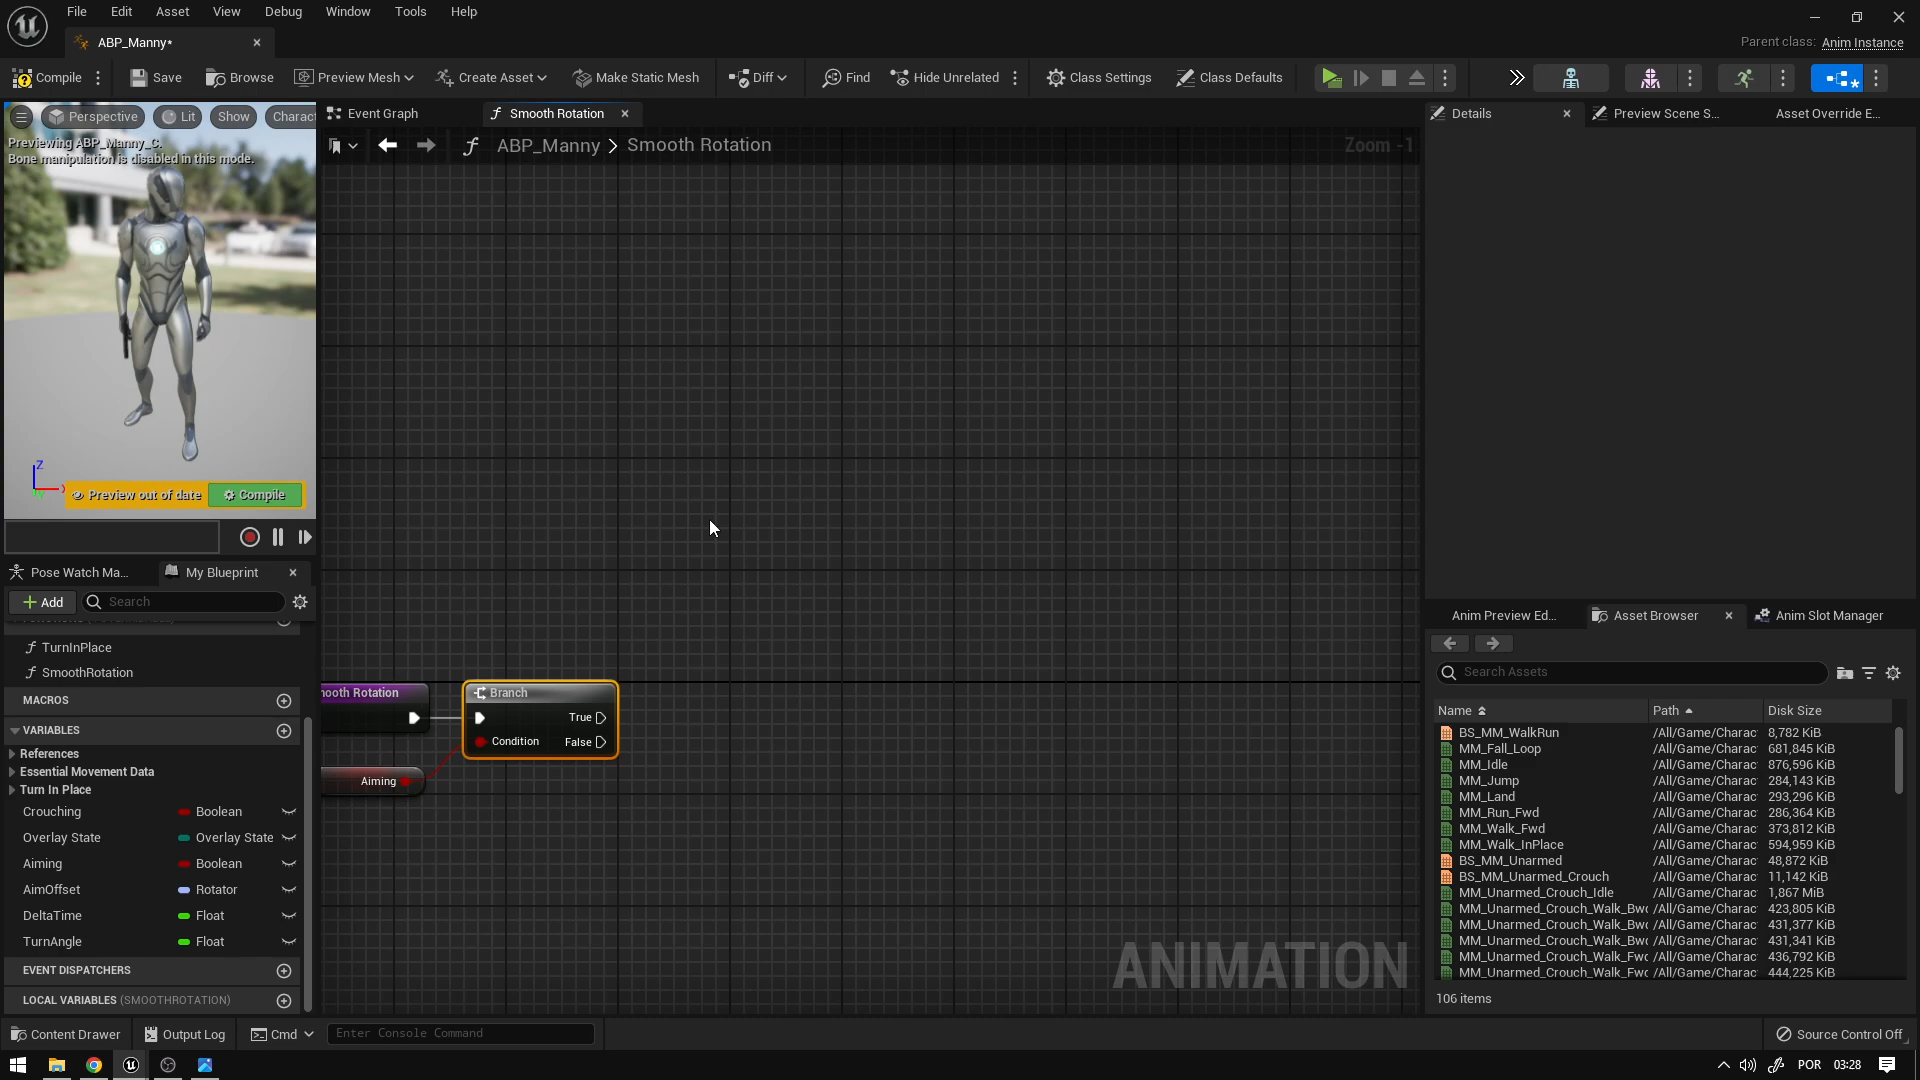 File Edit Asset View Debug Window Tools Help
ABP_Manny*
Parent class: Anim Instance
Compile Save Browse Preview Mesh Create Asset Make Static Mesh Diff Find Hide Unrelated Class Settings Class Defaults
Perspective Lit Show Charact
Previewing ABP_Manny_C.
Bone manipulation is disabled in this mode.
Z
Preview out of date Compile
Event Graph Smooth Rotation
ABP_Manny > Smooth Rotation
Zoom -1
Details Preview Scene S... Asset Override E...
Pose Watch Ma... My Blueprint
Add Search
TurnInPlace
SmoothRotation
MACROS
VARIABLES
References
Essential Movement Data
Turn In Place
Crouching Boolean
Overlay State Overlay State
Aiming Boolean
AimOffset Rotator
DeltaTime Float
TurnAngle Float
EVENT DISPATCHERS
LOCAL VARIABLES (SMOOTHROTATION)
mooth Rotation
Branch
True
Condition False
Aiming
ANIMATION
Anim Preview Ed... Asset Browser Anim Slot Manager
Search Assets
Name Path Disk Size
BS_MM_WalkRun /All/Game/Charac 8,782 KiB
MM_Fall_Loop /All/Game/Charac 681,845 KiB
MM_Idle /All/Game/Charac 876,596 KiB
MM_Jump /All/Game/Charac 284,143 KiB
MM_Land /All/Game/Charac 293,296 KiB
MM_Run_Fwd /All/Game/Charac 286,364 KiB
MM_Walk_Fwd /All/Game/Charac 373,812 KiB
MM_Walk_InPlace /All/Game/Charac 594,959 KiB
BS_MM_Unarmed /All/Game/Charac 48,872 KiB
BS_MM_Unarmed_Crouch /All/Game/Charac 11,142 KiB
MM_Unarmed_Crouch_Idle /All/Game/Charac 1,867 MiB
MM_Unarmed_Crouch_Walk_Bwd /All/Game/Charac 423,805 KiB
MM_Unarmed_Crouch_Walk_Bwd /All/Game/Charac 431,377 KiB
MM_Unarmed_Crouch_Walk_Bwd /All/Game/Charac 431,341 KiB
MM_Unarmed_Crouch_Walk_Fwd /All/Game/Charac 436,792 KiB
MM_Unarmed_Crouch_Walk_Fwd /All/Game/Charac 444,225 KiB
106 items
Content Drawer Output Log Cmd Enter Console Command Source Control Off
POR 03:28